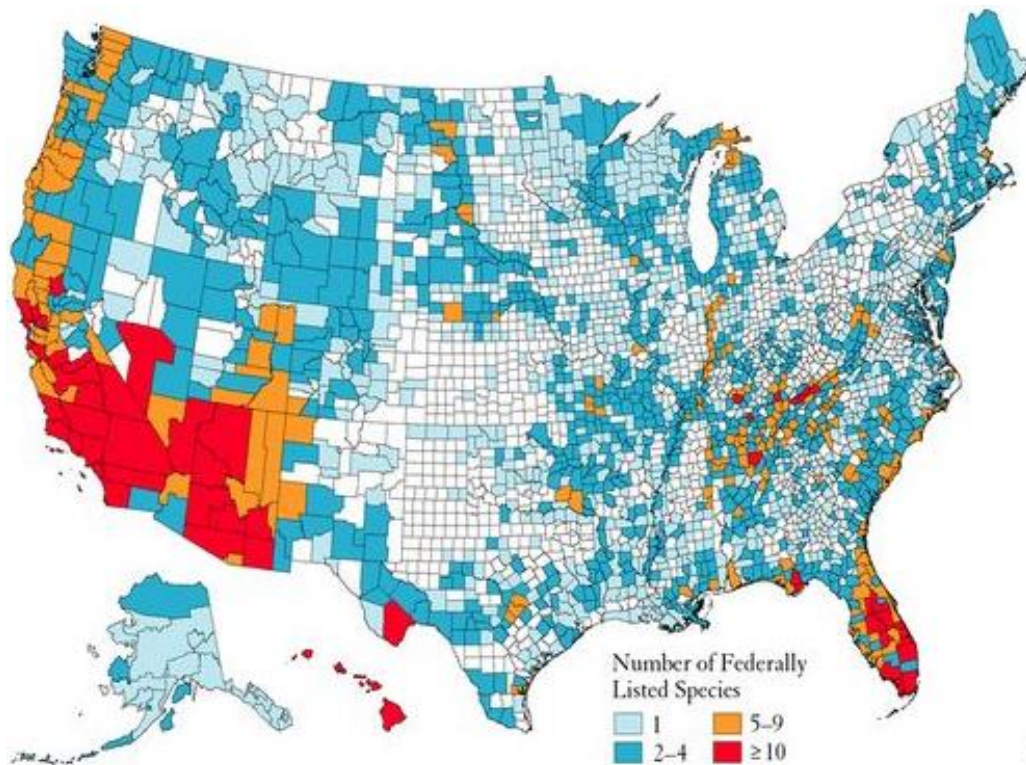 Number of Federally
Listed Species
1
5–9
2–4
≥10